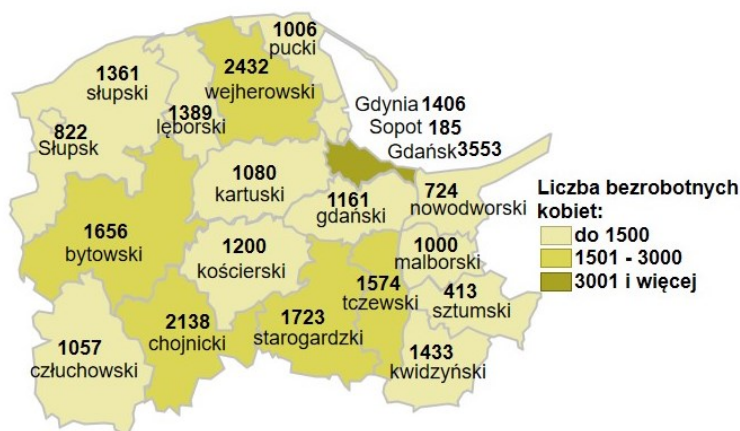 1006
pucki
1361
słupski
2432
wejherowski
1389
lęborski
822
Słupsk
Gdynia 1406
Sopot 185
Gdańsk 3553
1080
kartuski
1161
gdański
724
nowodworski
1656
bytowski
1200
kościerski
1000
malborski
1574
tczewski
413
sztumski
1057
człuchowski
2138
chojnicki
1723
starogardzki
1433
kwidzyński
Liczba bezrobotnych
kobiet:
do 1500
1501 - 3000
3001 i więcej